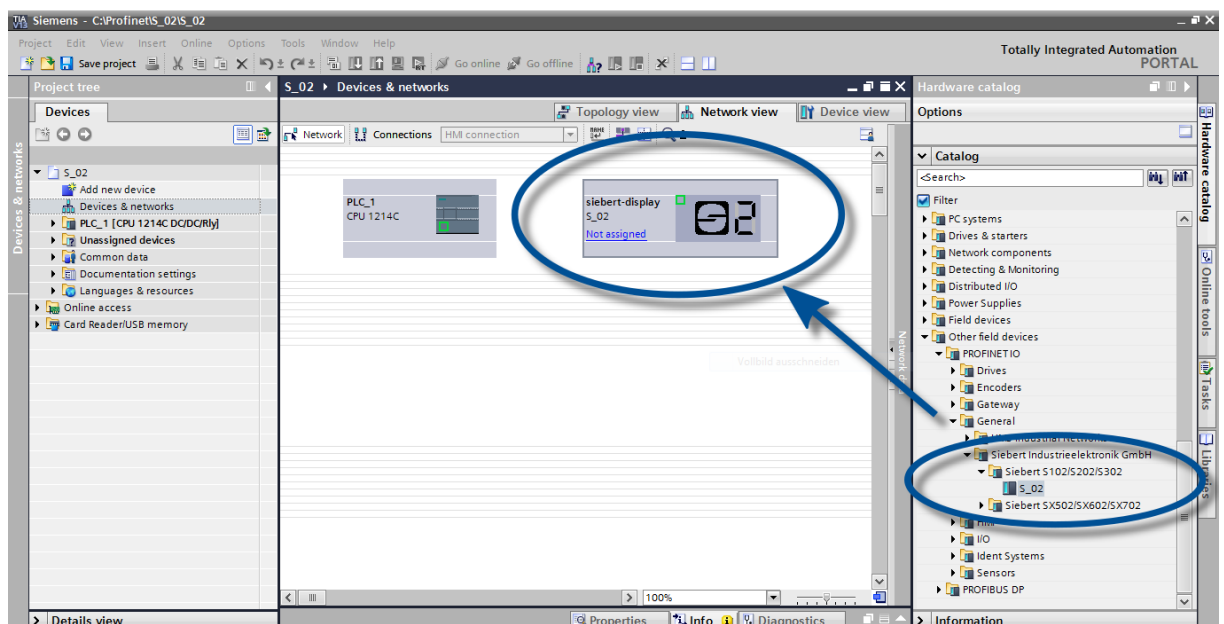 Siemens - C:\Profinet\S_02\S_02
Project Edit View Insert Online Options Tools Window Help
Totally Integrated Automation
PORTAL
Save project
Go online
Go offline
Project tree
Devices
Devices & networks
S_02
Add new device
Devices & networks
PLC_1 [CPU 1214C DC/DC/Rly]
Unassigned devices
Common data
Documentation settings
Languages & resources
Online access
Card Reader/USB memory
Details view
S_02 Devices & networks
Topology view
Network view
Device view
Network
Connections
HMI connection
PLC_1
CPU 1214C
siebert-display
S_02
Not assigned
02
Vollbild ausschneiden
100%
Properties
Info
Diagnostics
Hardware catalog
Options
Catalog
<Search>
Filter
PC systems
Drives & starters
Network components
Detecting & Monitoring
Distributed I/O
Power Supplies
Field devices
Other field devices
PROFINET IO
Drives
Encoders
Gateway
General
Siebert Industrieelektronik GmbH
Siebert S102/S202/S302
S_02
Siebert SX502/SX602/SX702
HMI
I/O
Ident Systems
Sensors
PROFIBUS DP
Information
Hardware catalog
Online tools
Tasks
Libraries